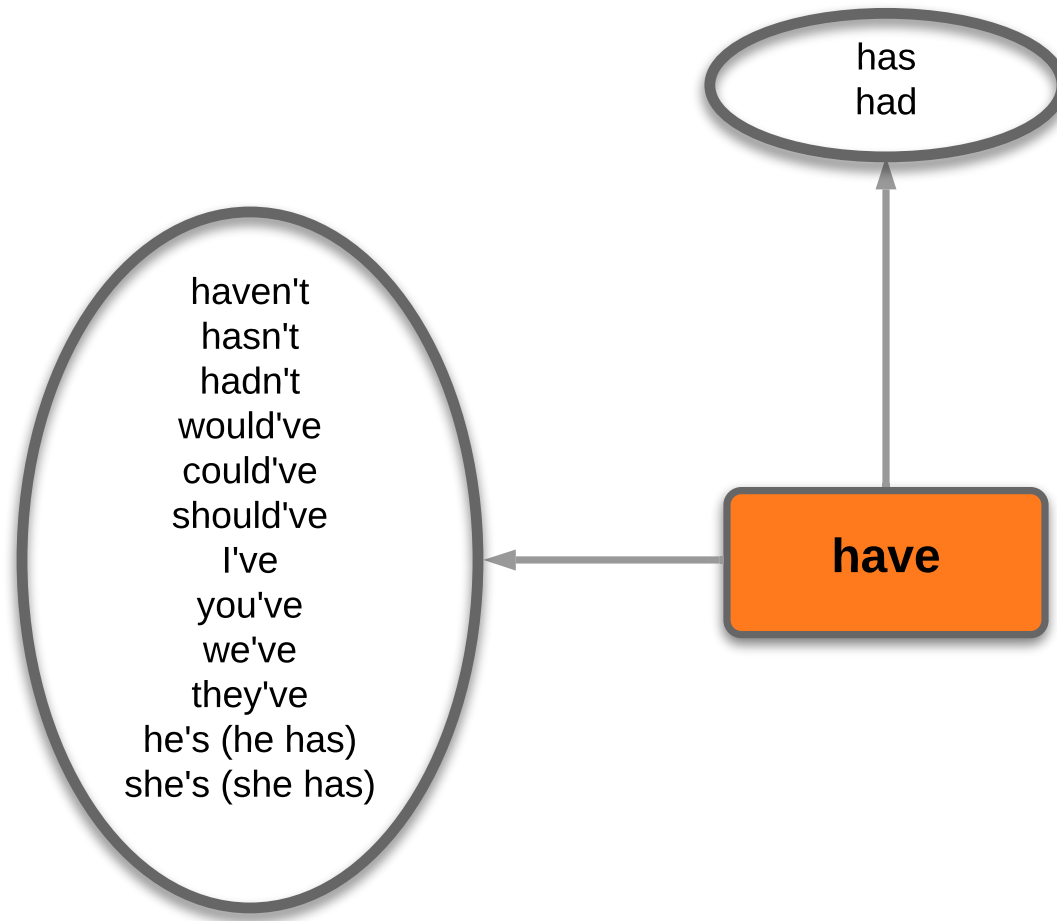 has
had
haven't
hasn't
hadn't
would've
could've
should've
I've
you've
we've
they've
he's (he has)
she's (she has)
have